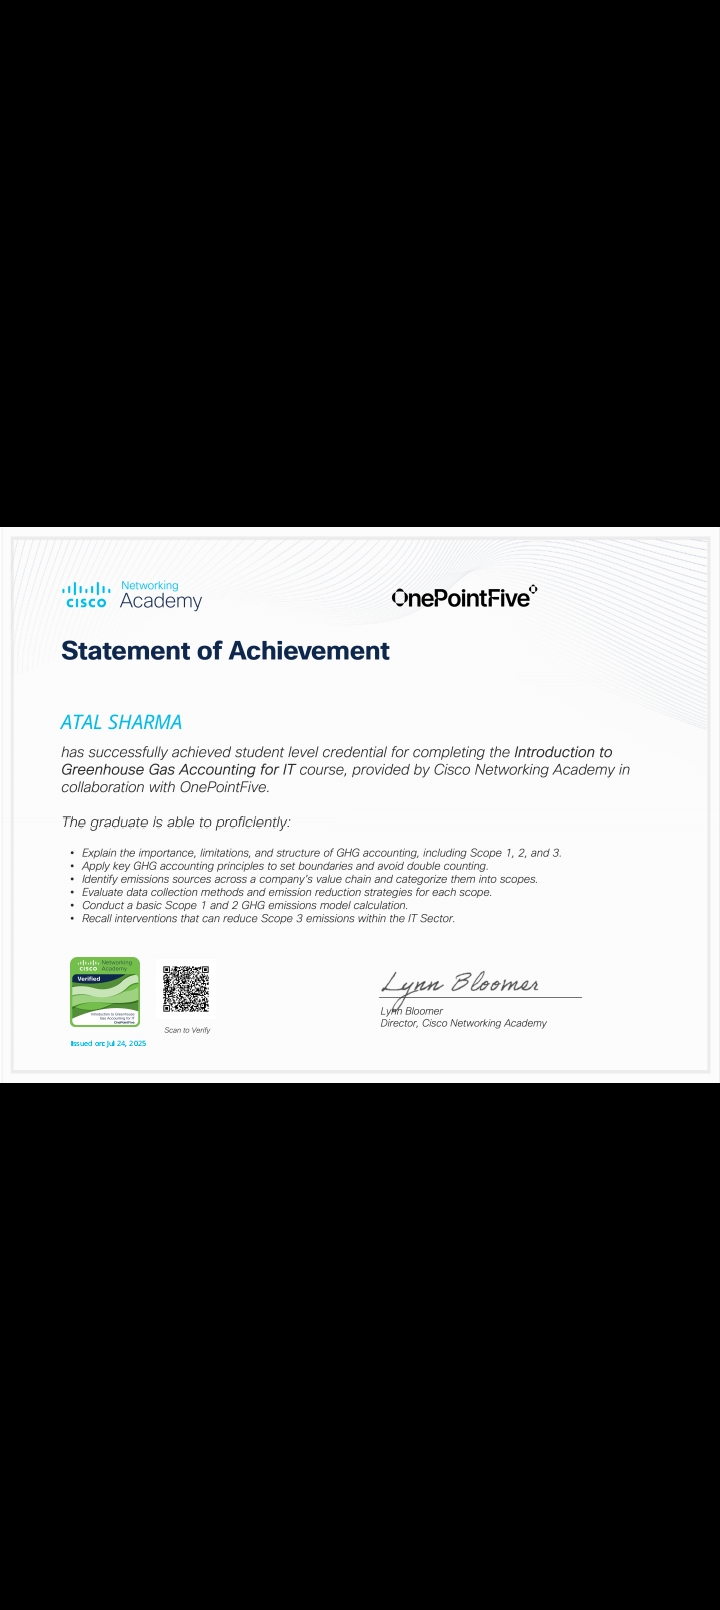 Networking
CISCO Academy
OnePointFive
Statement of Achievement
ATAL SHARMA
has successfully achieved student level credential for completing the Introduction to
Greenhouse Gas Accounting for IT course, provided by Cisco Networking Academy in
collaboration with OnePointFive.
The graduate is able to proficiently:
• Explain the importance, limitations, and structure of GHG accounting, including Scope 1, 2, and 3.
• Apply key GHG accounting principles to set boundaries and avoid double counting.
• Identify emissions sources across a company's value chain and categorize them into scopes.
• Evaluate data collection methods and emission reduction strategies for each scope.
• Conduct a basic Scope 1 and 2 GHG emissions model calculation.
• Recall interventions that can reduce Scope 3 emissions within the IT Sector.
Networking
CISCO Academy
Verified
Introduction to Greenhouse
Gas Accounting for IT
OnePointFive
Scan to Verify
Issued on: Jul 24, 2025
Lynn Bloomer
Lynn Bloomer
Director, Cisco Networking Academy